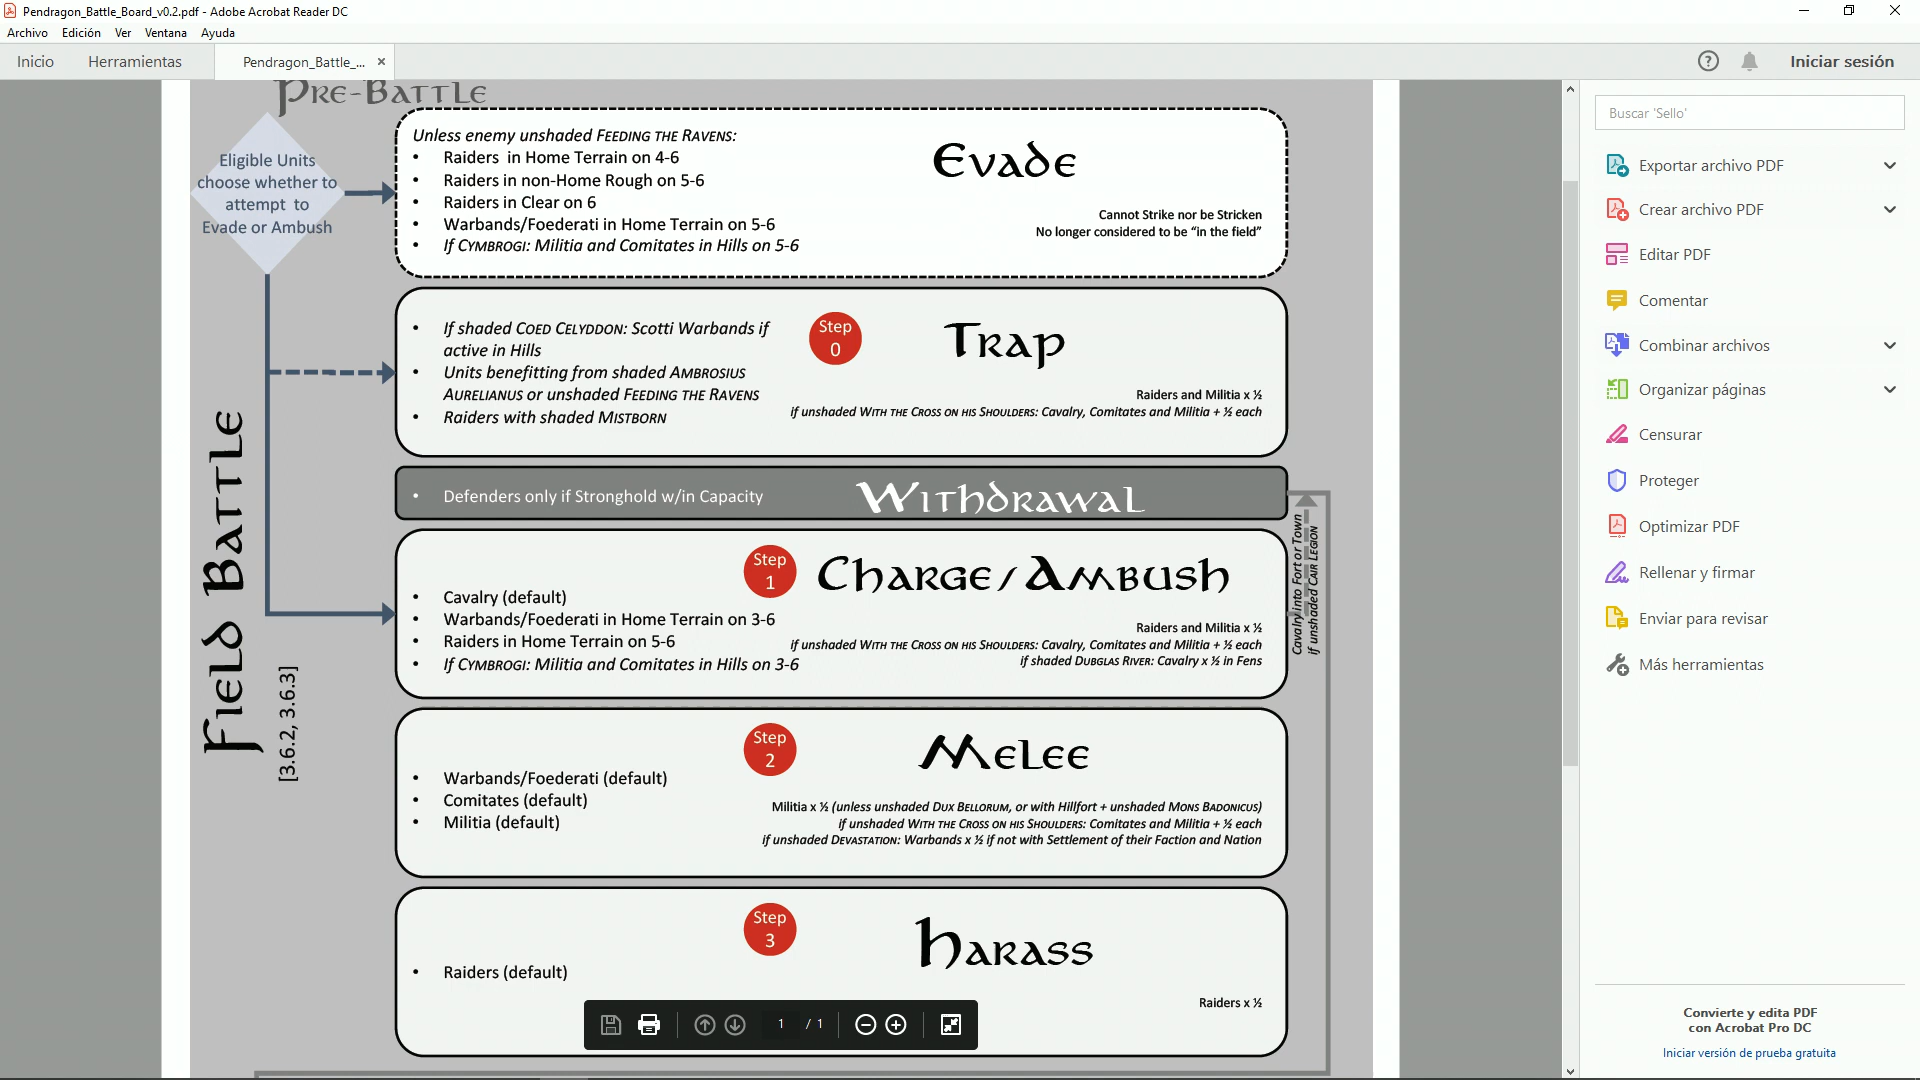 Pendragon_Battle_Board_v0.2.pdf - Adobe Acrobat Reader DC
Archivo Edición Ver Ventana Ayuda
Inicio Herramientas Pendragon_Battle_... × Iniciar sesión
Pre-Battle
Eligible Units
choose whether to
attempt to
Evade or Ambush
Unless enemy unshaded FEEDING THE RAVENS:
• Raiders in Home Terrain on 4-6
• Raiders in non-Home Rough on 5-6
• Raiders in Clear on 6
• Warbands/Foederati in Home Terrain on 5-6
• If CYMBROGI: Militia and Comitates in Hills on 5-6
Evade
Cannot Strike nor be Stricken
No longer considered to be “in the field”
• If shaded COED CELYDDON: Scotti Warbands if
active in Hills
• Units benefitting from shaded AMBROSIUS
AURELIANUS or unshaded FEEDING THE RAVENS
• Raiders with shaded MISTBORN
Step
0
Trap
Raiders and Militia x ½
if unshaded WITH THE CROSS ON HIS SHOULDERS: Cavalry, Comitates and Militia + ½ each
• Defenders only if Stronghold w/in Capacity
Withdrawal
Cavalry into Fort or Town
if unshaded CAIR LEGION
Field Battle
[3.6.2, 3.6.3]
Step
1
Charge/Ambush
• Cavalry (default)
• Warbands/Foederati in Home Terrain on 3-6
• Raiders in Home Terrain on 5-6
• If CYMBROGI: Militia and Comitates in Hills on 3-6
Raiders and Militia x ½
if unshaded WITH THE CROSS ON HIS SHOULDERS: Cavalry, Comitates and Militia + ½ each
if shaded DUBGLAS RIVER: Cavalry x ½ in Fens
Step
2
Melee
• Warbands/Foederati (default)
• Comitates (default)
• Militia (default)
Militia x ½ (unless unshaded DUX BELLORUM, or with Hillfort + unshaded MONS BADONICUS)
if unshaded WITH THE CROSS ON HIS SHOULDERS: Comitates and Militia + ½ each
if unshaded DEVASTATION: Warbands x ½ if not with Settlement of their Faction and Nation
Step
3
Harass
• Raiders (default)
Raiders x ½
1 / 1
Buscar 'Sello'
Exportar archivo PDF
Crear archivo PDF
Editar PDF
Comentar
Combinar archivos
Organizar páginas
Censurar
Proteger
Optimizar PDF
Rellenar y firmar
Enviar para revisar
Más herramientas
Convierte y edita PDF
con Acrobat Pro DC
Iniciar versión de prueba gratuita